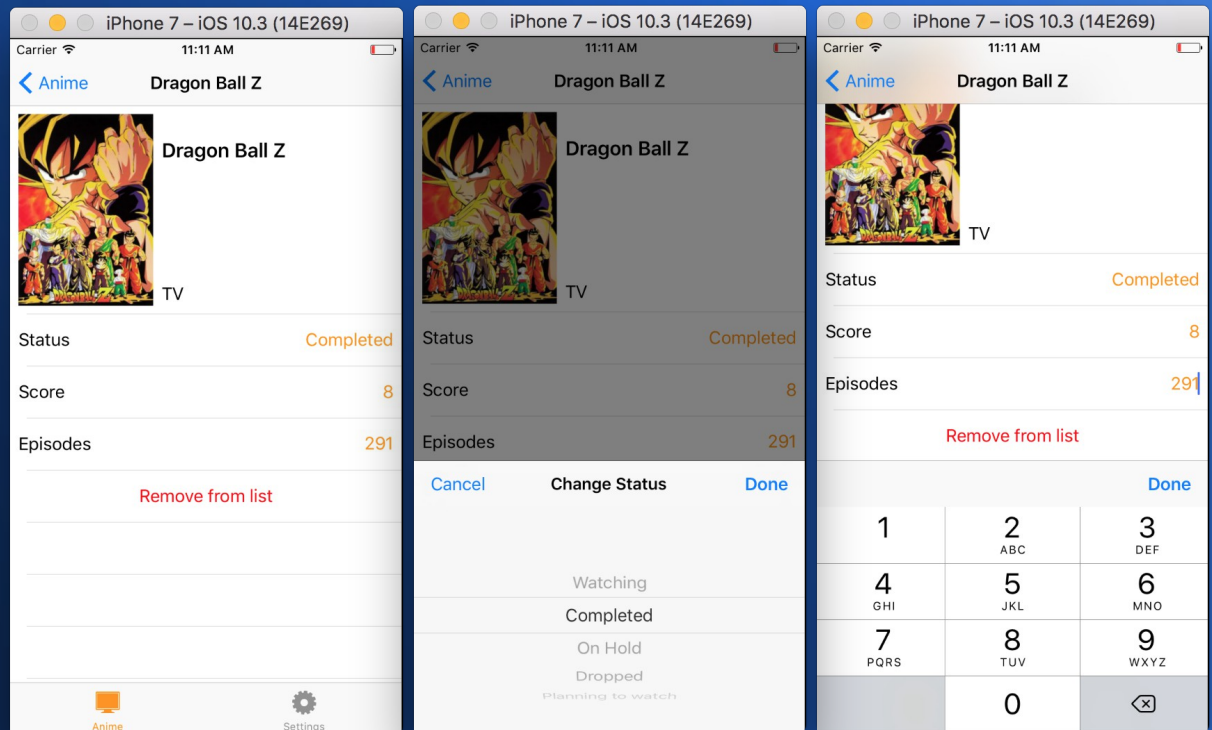 iPhone 7 – iOS 10.3 (14E269)
Carrier
11:11 AM
Anime
Dragon Ball Z
Dragon Ball Z
DRAGONBALL Z
TV
Status
Completed
Score
8
Episodes
291
Remove from list
Anime
Settings
iPhone 7 – iOS 10.3 (14E269)
Carrier
11:11 AM
Anime
Dragon Ball Z
Dragon Ball Z
DRAGONBALL Z
TV
Status
Completed
Score
8
Episodes
291
Cancel
Change Status
Done
Watching
Completed
On Hold
Dropped
Planning to watch
iPhone 7 – iOS 10.3 (14E269)
Carrier
11:11 AM
Anime
Dragon Ball Z
DRAGONBALL Z
TV
Status
Completed
Score
8
Episodes
291
Remove from list
Done
1
2
ABC
3
DEF
4
GHI
5
JKL
6
MNO
7
PQRS
8
TUV
9
WXYZ
0